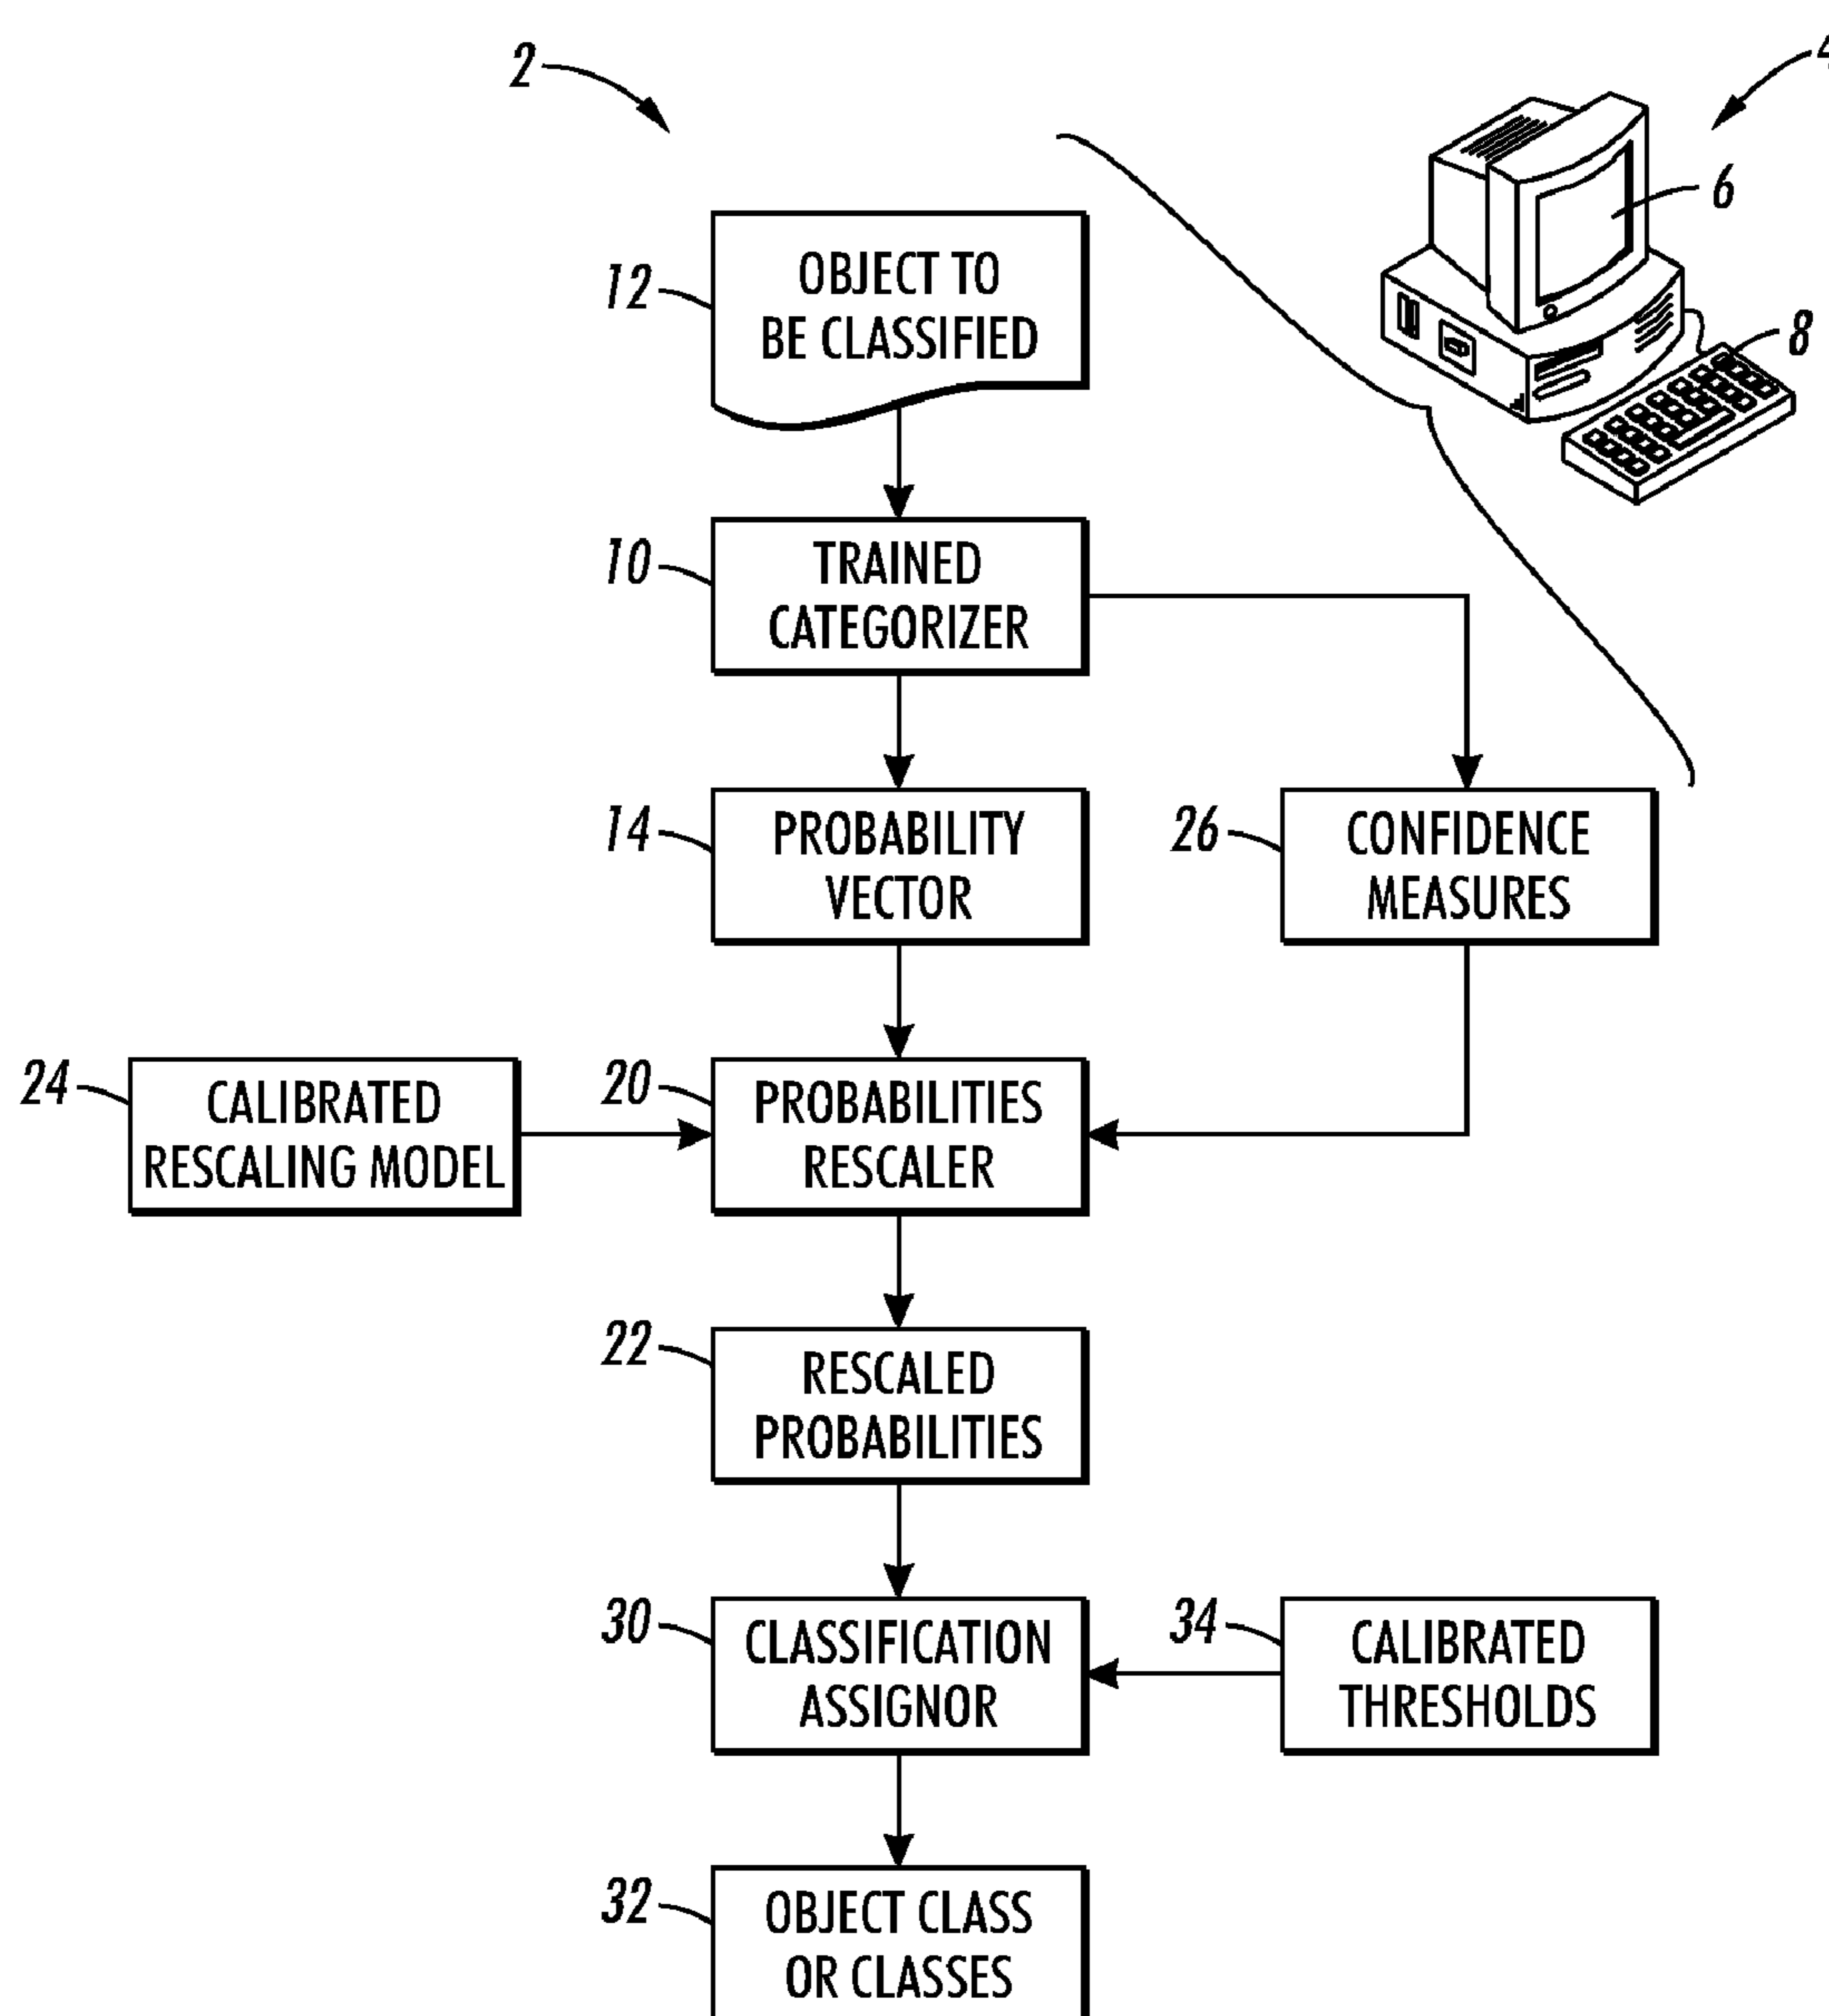 2
4
6
8
12
OBJECT TO
BE CLASSIFIED
10
TRAINED
CATEGORIZER
14
PROBABILITY
VECTOR
26
CONFIDENCE
MEASURES
24
CALIBRATED
RESCALING MODEL
20
PROBABILITIES
RESCALER
22
RESCALED
PROBABILITIES
30
CLASSIFICATION
ASSIGNOR
34
CALIBRATED
THRESHOLDS
32
OBJECT CLASS
OR CLASSES